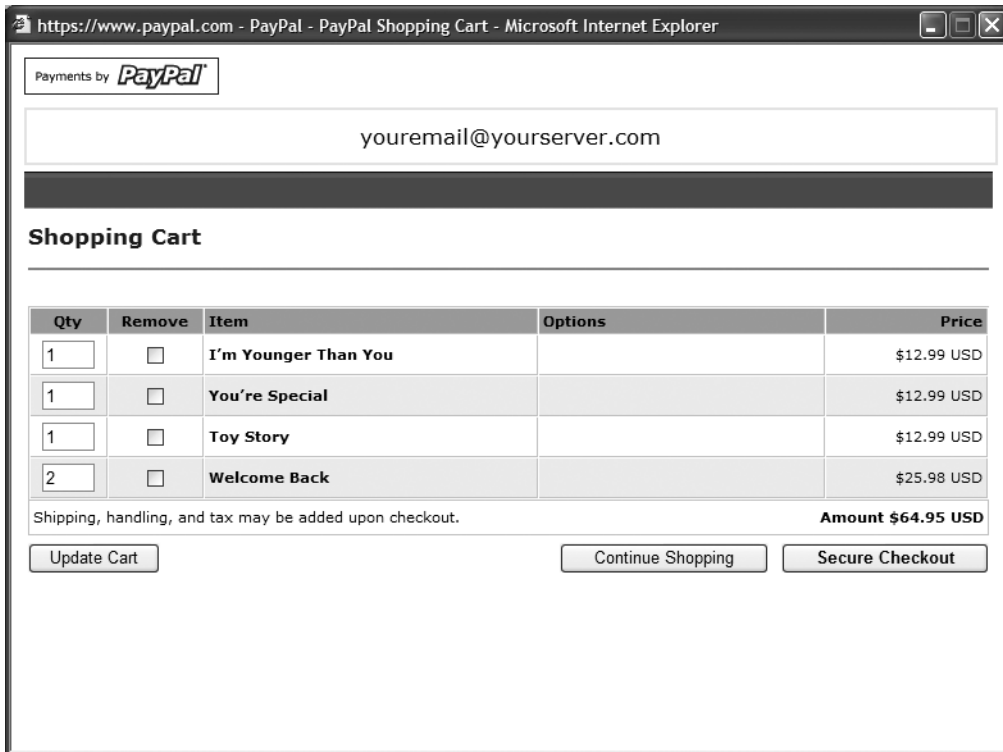 https://www.paypal.com - PayPal - PayPal Shopping Cart - Microsoft Internet Explorer
Payments by PayPal
youremail@yourserver.com
Shopping Cart
Qty Remove Item Options Price
1 I'm Younger Than You $12.99 USD
1 You're Special $12.99 USD
1 Toy Story $12.99 USD
2 Welcome Back $25.98 USD
Shipping, handling, and tax may be added upon checkout. Amount $64.95 USD
Update Cart Continue Shopping Secure Checkout